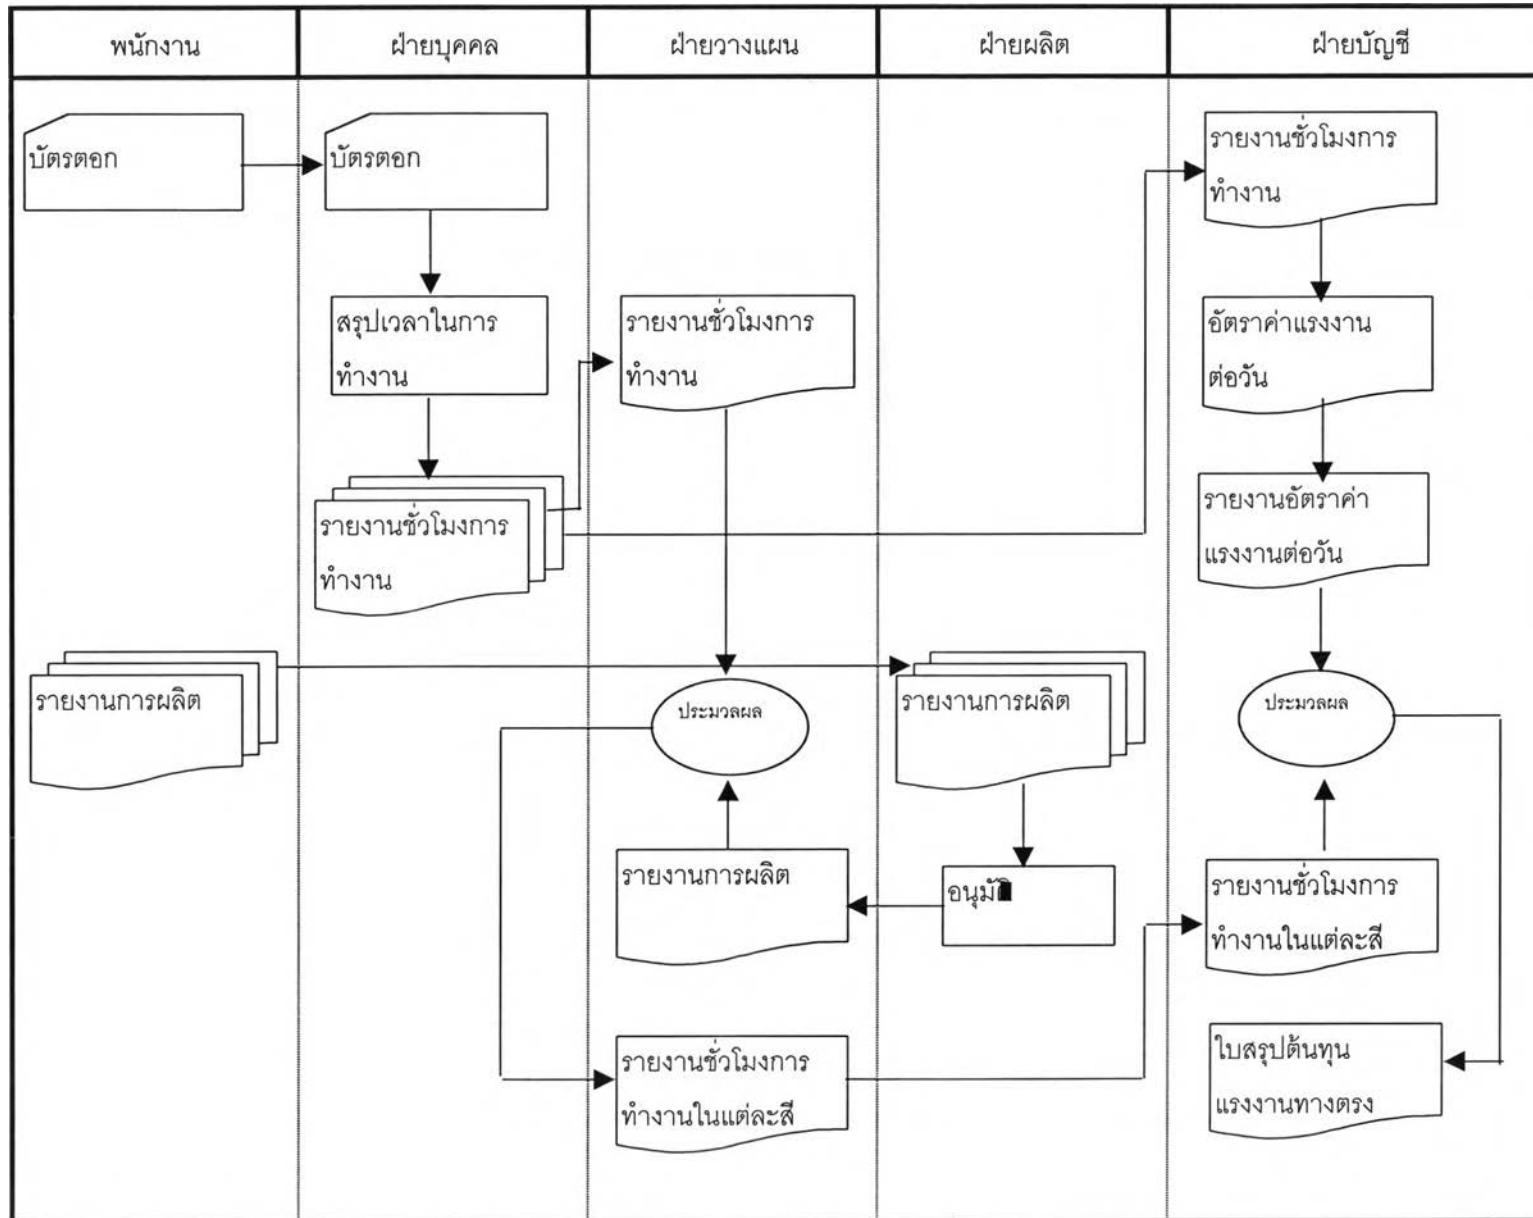 พนักงาน
ฝ่ายบุคคล
ฝ่ายวางแผน
ฝ่ายผลิต
ฝ่ายบัญชี
บัตรตอก
บัตรตอก
รายงานชั่วโมงการ
ทำงาน
สรุปเวลาในการ
ทำงาน
รายงานชั่วโมงการ
ทำงาน
อัตราค่าแรงงาน
ต่อวัน
รายงานชั่วโมงการ
ทำงาน
รายงานอัตราค่า
แรงงานต่อวัน
รายงานการผลิต
ประมวลผล
รายงานการผลิต
ประมวลผล
รายงานการผลิต
อนุมัติ
รายงานชั่วโมงการ
ทำงานในแต่ละสี
รายงานชั่วโมงการ
ทำงานในแต่ละสี
ใบสรุปต้นทุน
แรงงานทางตรง